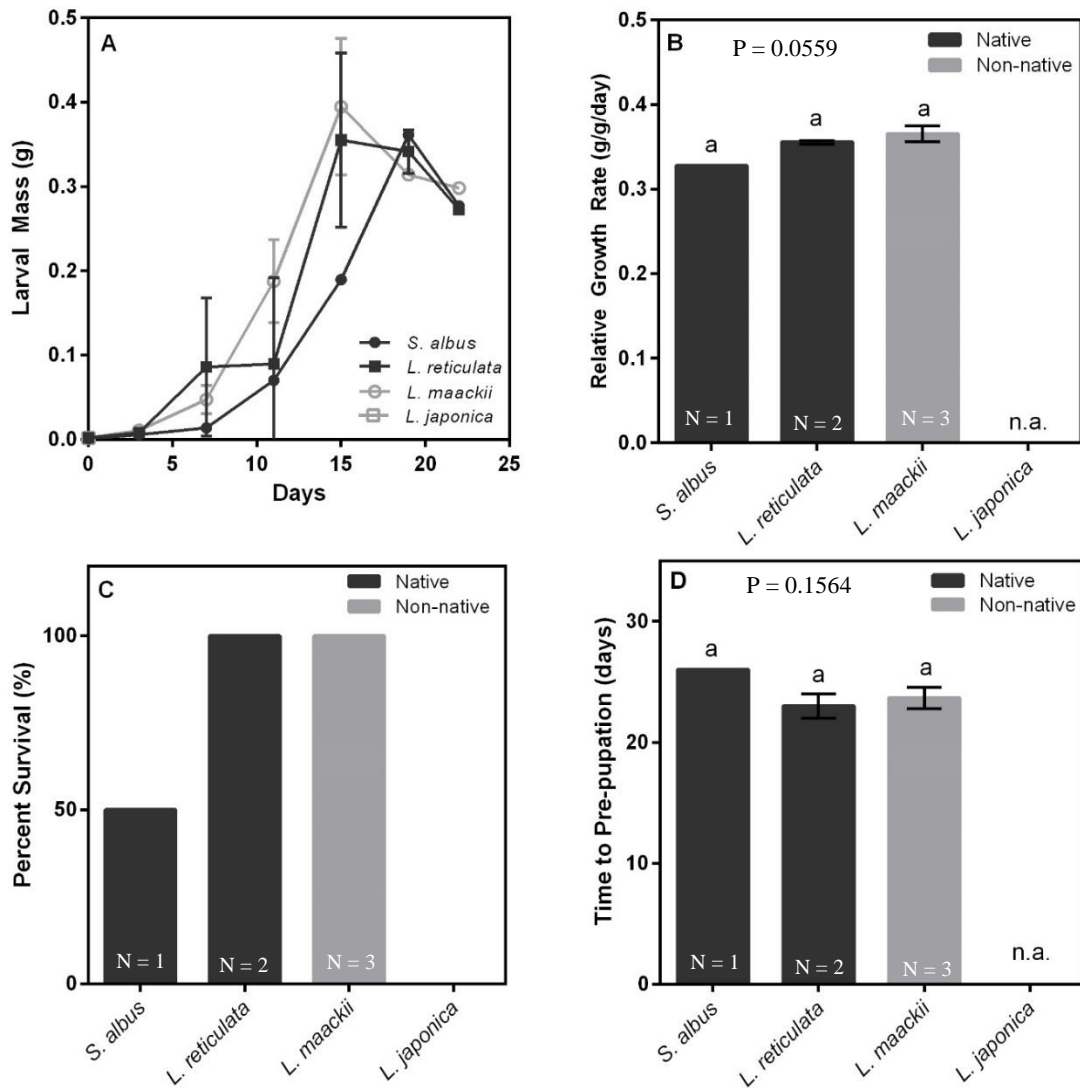 A
Larval Mass (g)
0.5
0.4
0.3
0.2
0.1
0.0
0 5 10 15 20 25
Days
S. albus
L. reticulata
L. maackii
L. japonica
B
P = 0.0559
Native
Non-native
Relative Growth Rate (g/g/day)
0.5
0.4
0.3
0.2
0.1
0.0
a a a
N = 1 N = 2 N = 3 n.a.
S. albus L. reticulata L. maackii L. japonica
C
Native
Non-native
Percent Survival (%)
100
50
0
N = 1 N = 2 N = 3
S. albus L. reticulata L. maackii L. japonica
D
P = 0.1564
Native
Non-native
Time to Pre-pupation (days)
30
20
10
0
a a a
N = 1 N = 2 N = 3 n.a.
S. albus L. reticulata L. maackii L. japonica